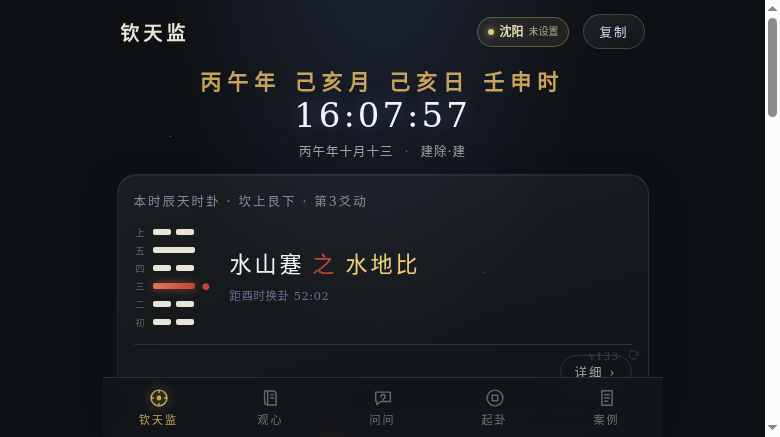 钦天监
沈阳 未设置
复制
丙午年 己亥月 己亥日 壬申时
16:07:57
丙午年十月十三 · 建除·建
本时辰天时卦 · 坎上艮下 · 第3爻动
上
五
四
三
二
初
水山蹇 之 水地比
距酉时换卦 52:02
v133
详细 ›
钦天监
观心
问问
起卦
案例